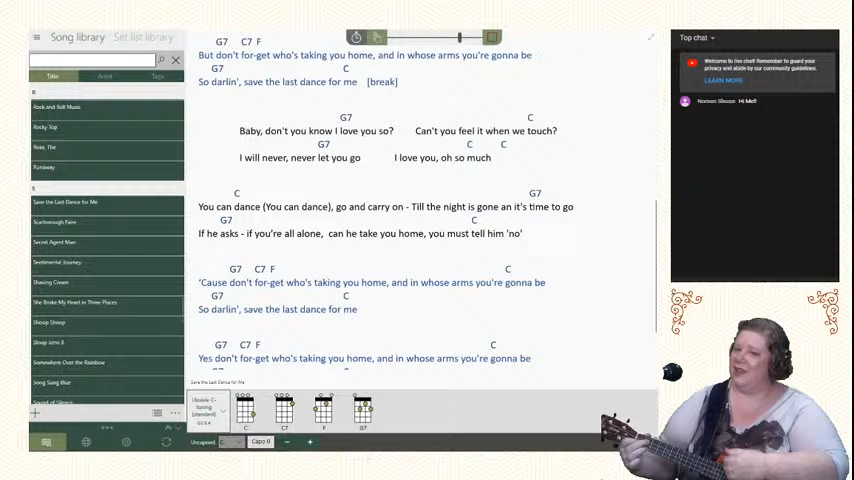 Song library Set list library
Title Artist Tags
R
Rock and Roll Music
Rocky Top
Rose, The
Runaway
S
Save the Last Dance for Me
Scarborough Faire
Secret Agent Man
Sentimental Journey
Shaving Cream
She Broke My Heart in Three Places
Shoop Shoop
Sloop John B
Somewhere Over the Rainbow
Song Sung Blue
Sound of Silence
G7 C7 F
But don't for-get who's taking you home, and in whose arms you're gonna be
G7 C
So darlin', save the last dance for me [break]
G7 C
Baby, don't you know I love you so? Can't you feel it when we touch?
G7 C C
I will never, never let you go I love you, oh so much
C G7
You can dance (You can dance), go and carry on - Till the night is gone an it's time to go
G7 C
If he asks - if you're all alone, can he take you home, you must tell him 'no'
G7 C7 F C
‘Cause don't for-get who's taking you home, and in whose arms you're gonna be
G7 C
So darlin', save the last dance for me
G7 C7 F C
Yes don't for-get who's taking you home, and in whose arms you're gonna be
Save the Last Dance for Me
Ukulele C-
tuning
(standard)
G C E A
C C7 F G7
Uncapoed C Capo 0
Top chat
Welcome to live chat! Remember to guard your
privacy and abide by our community guidelines.
LEARN MORE
Noreen Slease Hi Mel!